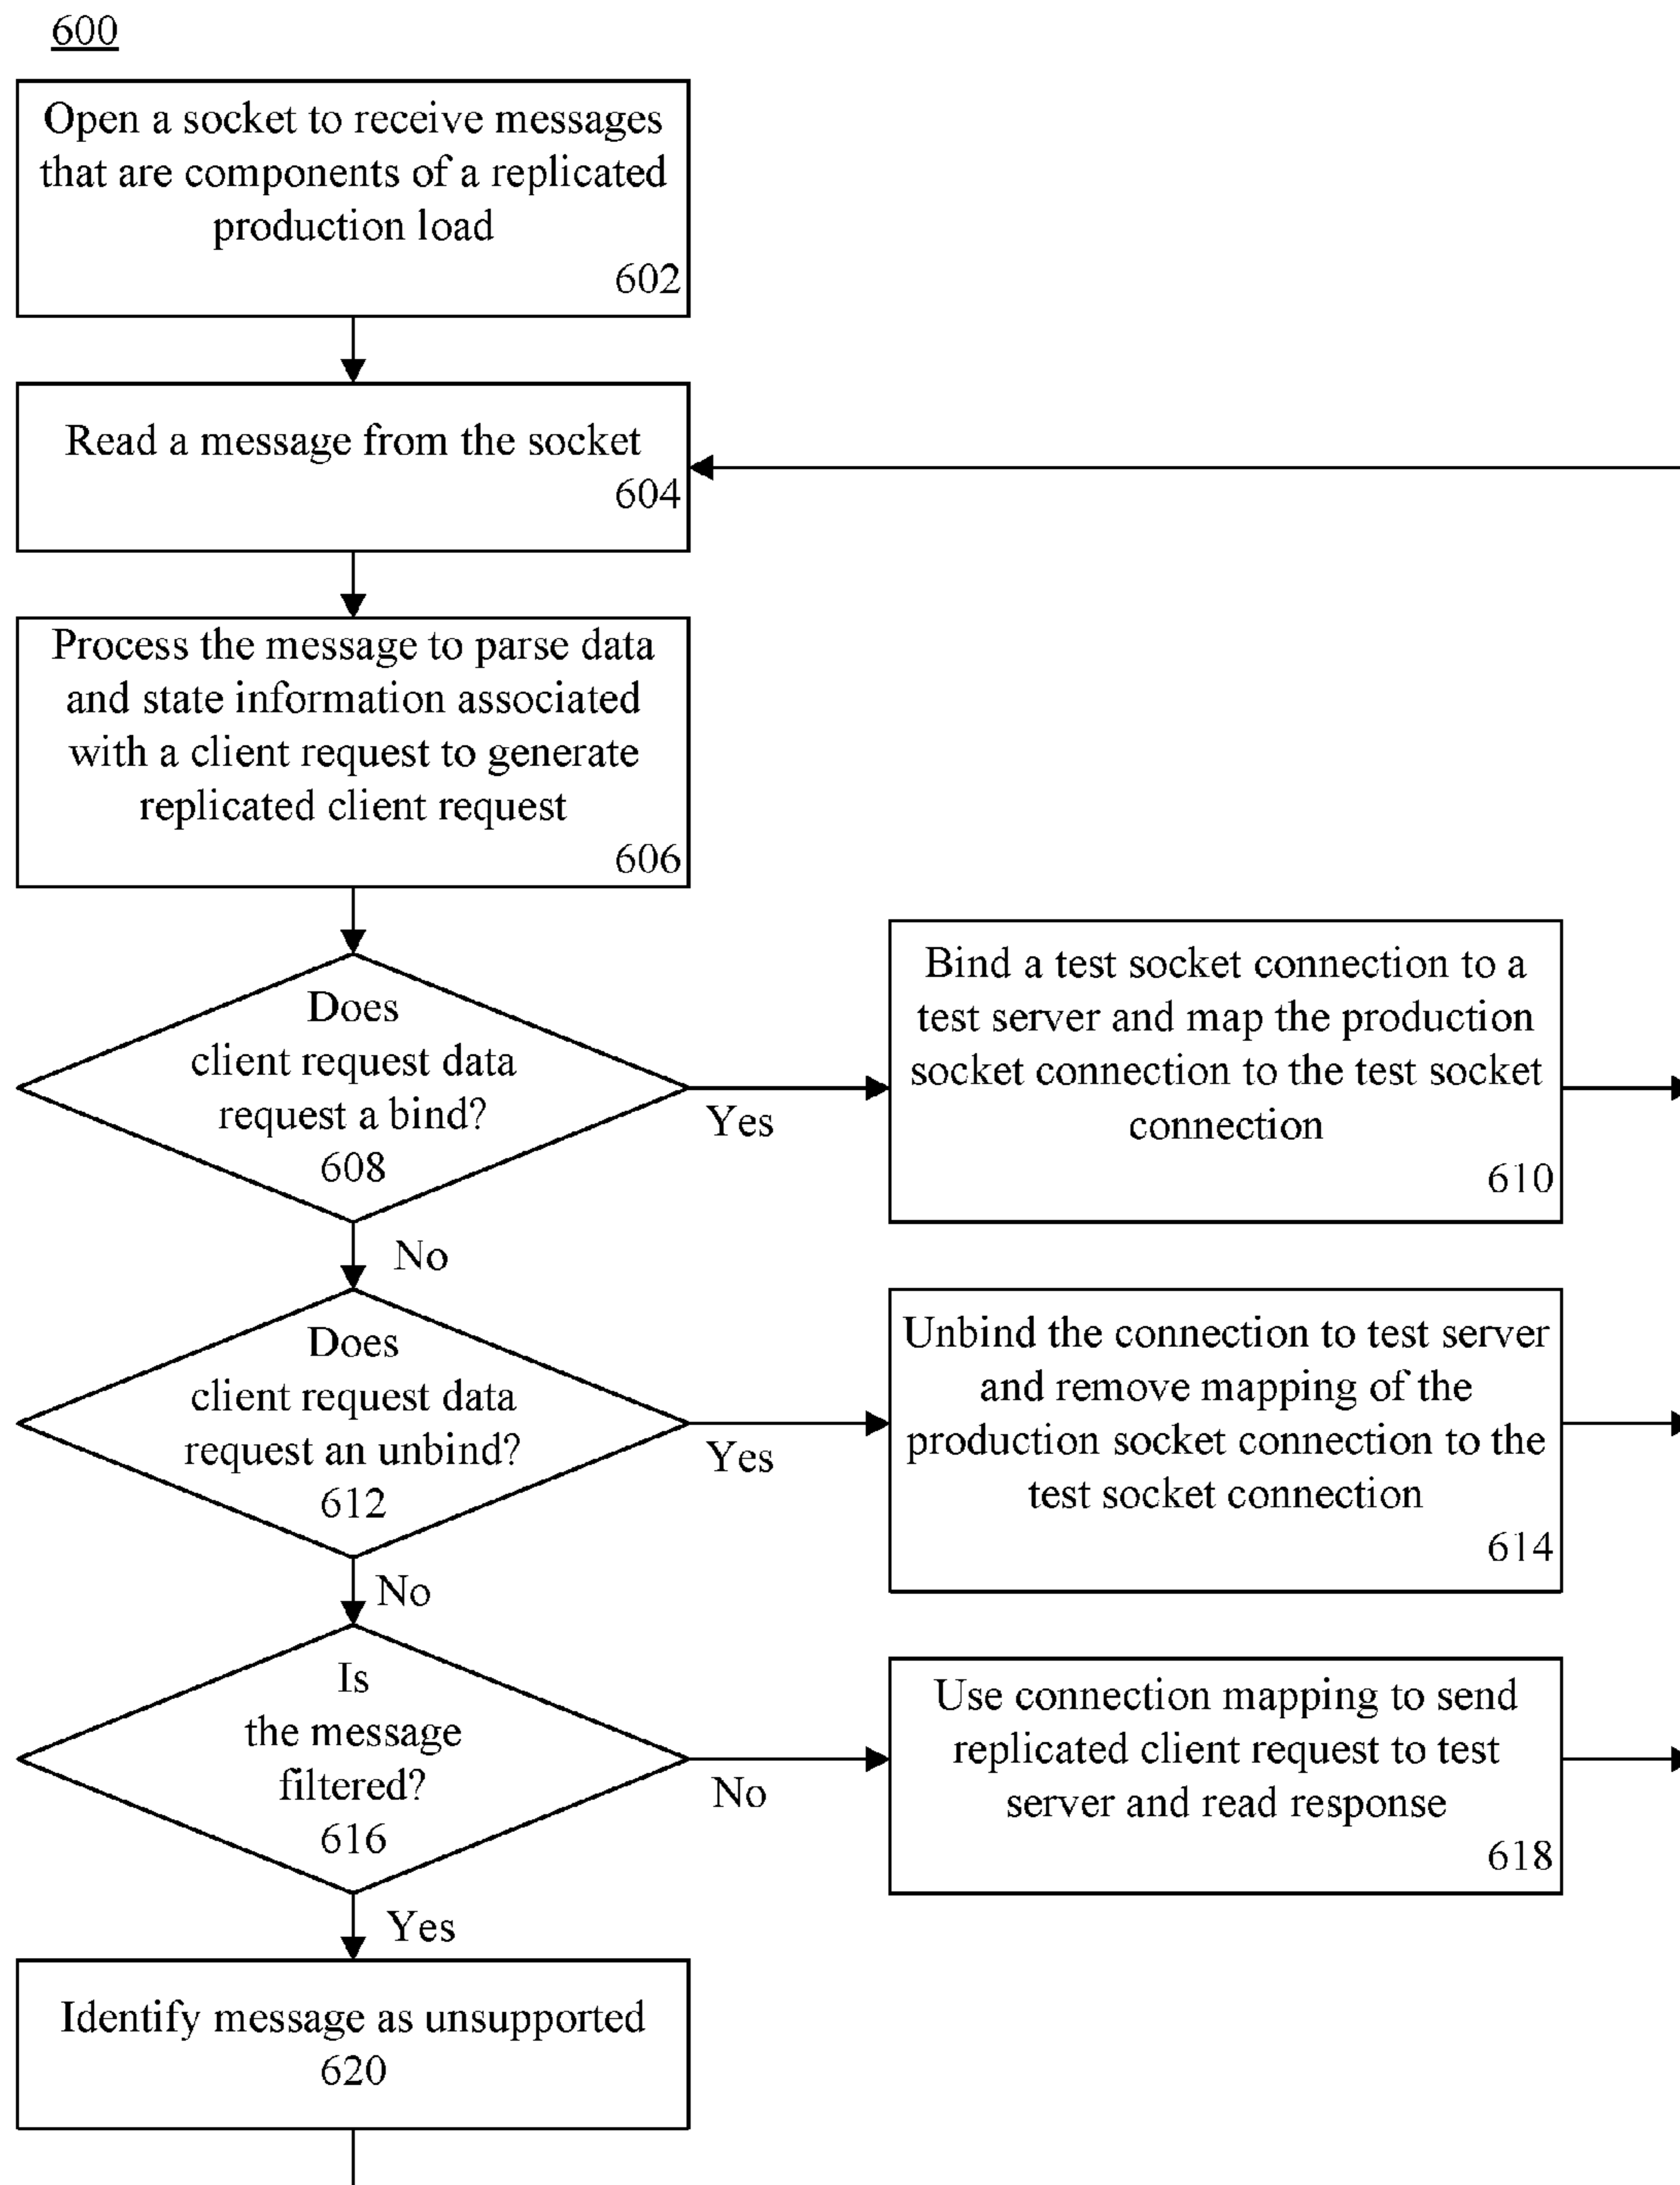 600
Open a socket to receive messages
that are components of a replicated
production load
602
Read a message from the socket
604
Process the message to parse data
and state information associated
with a client request to generate
replicated client request
606
Does
client request data
request a bind?
608
Yes
Bind a test socket connection to a
test server and map the production
socket connection to the test socket
connection
610
No
Does
client request data
request an unbind?
612
Yes
Unbind the connection to test server
and remove mapping of the
production socket connection to the
test socket connection
614
No
Is
the message
filtered?
616
No
Use connection mapping to send
replicated client request to test
server and read response
618
Yes
Identify message as unsupported
620